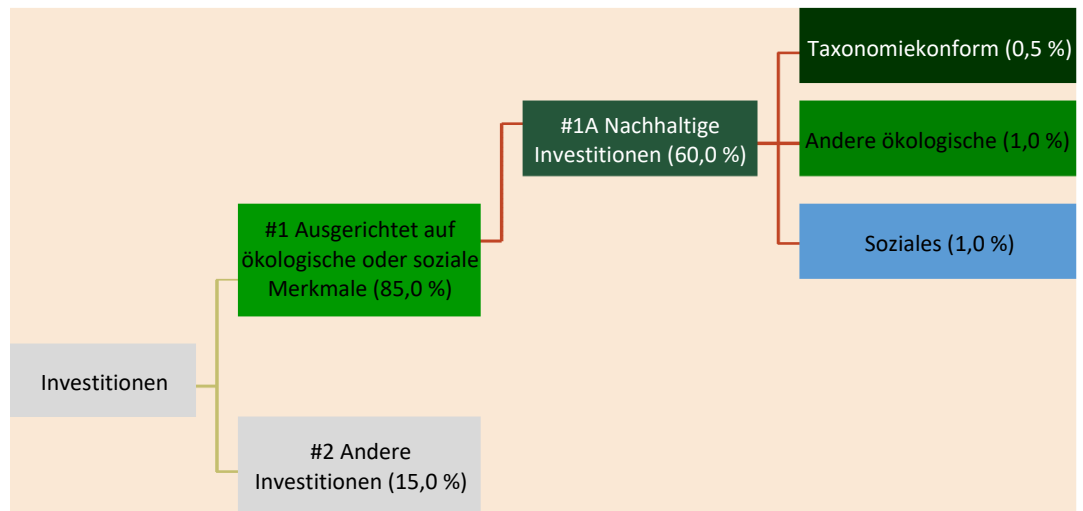 Investitionen
#1 Ausgerichtet auf
ökologische oder soziale
Merkmale (85,0 %)
#2 Andere
Investitionen (15,0 %)
#1A Nachhaltige
Investitionen (60,0 %)
Taxonomiekonform (0,5 %)
Andere ökologische (1,0 %)
Soziales (1,0 %)